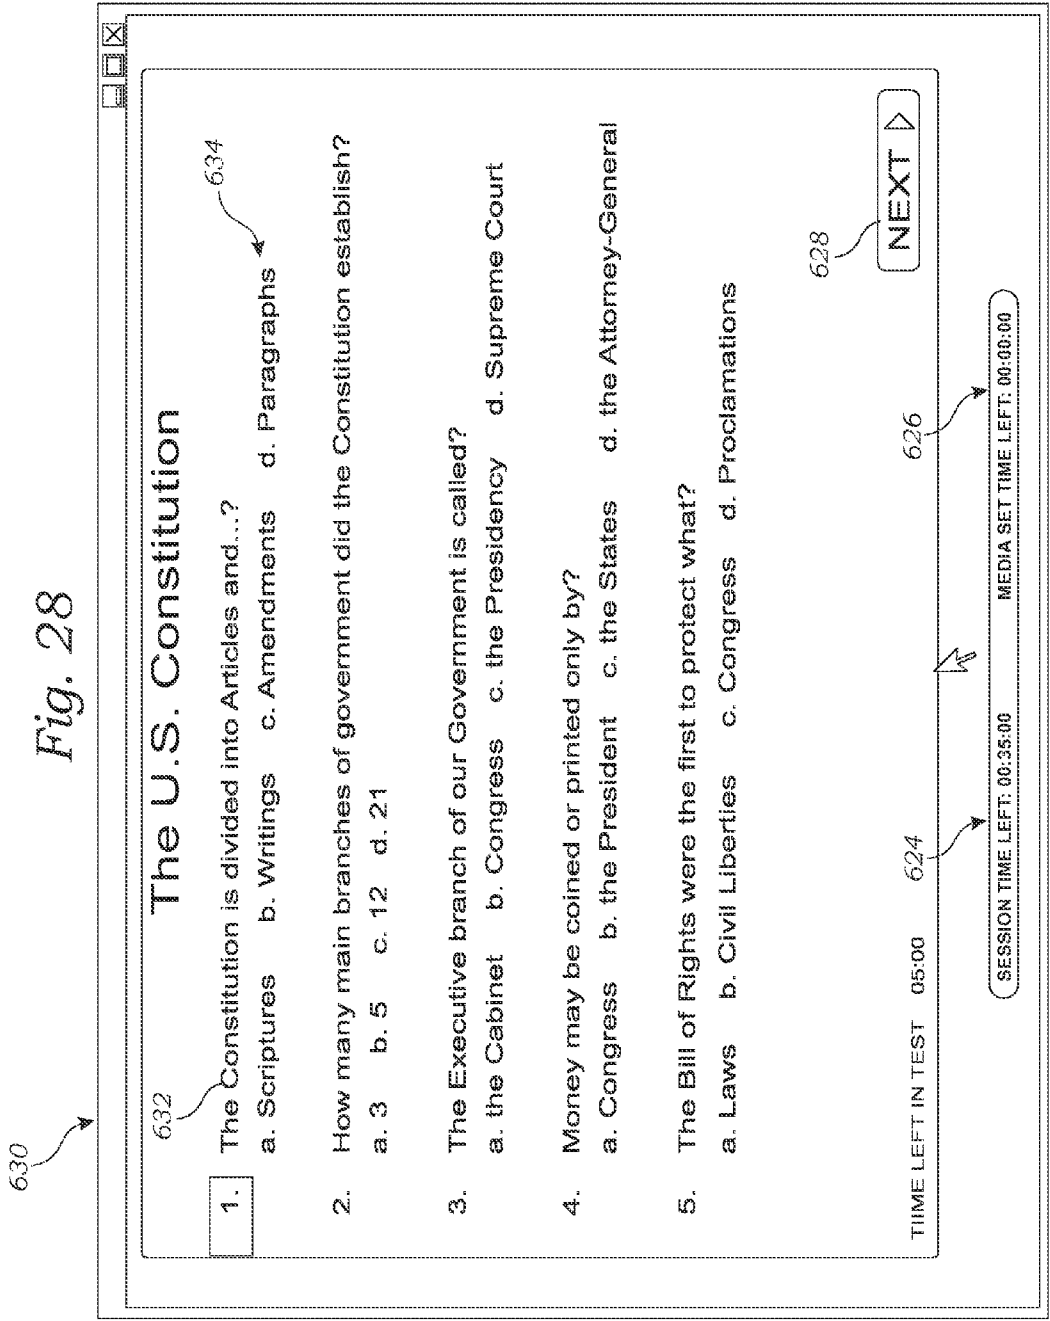 Fig. 28
630
The U.S. Constitution
632
1. The Constitution is divided into Articles and...?
634
a. Scriptures b. Writings c. Amendments d. Paragraphs
2. How many main branches of government did the Constitution establish?
a. 3 b. 5 c. 12 d. 21
3. The Executive branch of our Government is called?
a. the Cabinet b. Congress c. the Presidency d. Supreme Court
4. Money may be coined or printed only by?
a. Congress b. the President c. the States d. the Attorney-General
5. The Bill of Rights were the first to protect what?
a. Laws b. Civil Liberties c. Congress d. Proclamations
628
NEXT
TIIME LEFT IN TEST 05:00
624
626
SESSION TIME LEFT: 00:35:00 MEDIA SET TIME LEFT: 00:00:00